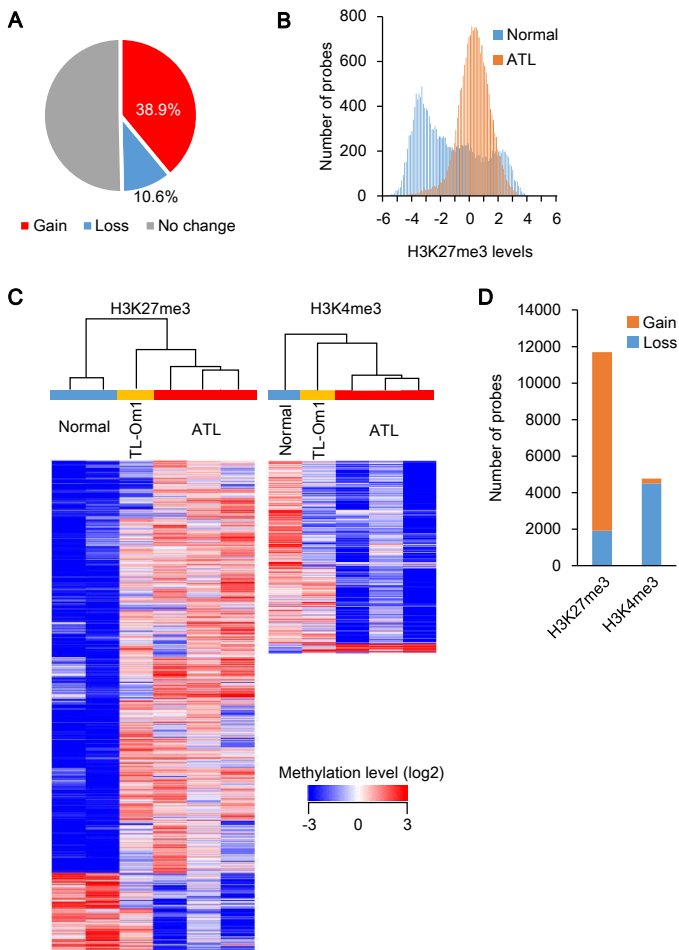 A
38.9%
10.6%
Gain Loss No change
B
Number of probes
800
600
400
200
0
-6 -4 -2 0 2 4 6
H3K27me3 levels
Normal
ATL
C
H3K27me3
Normal TL-Om1 ATL
H3K4me3
Normal TL-Om1 ATL
Methylation level (log2)
-3 0 3
D
Number of probes
14000
12000
10000
8000
6000
4000
2000
0
Gain
Loss
H3K27me3 H3K4me3